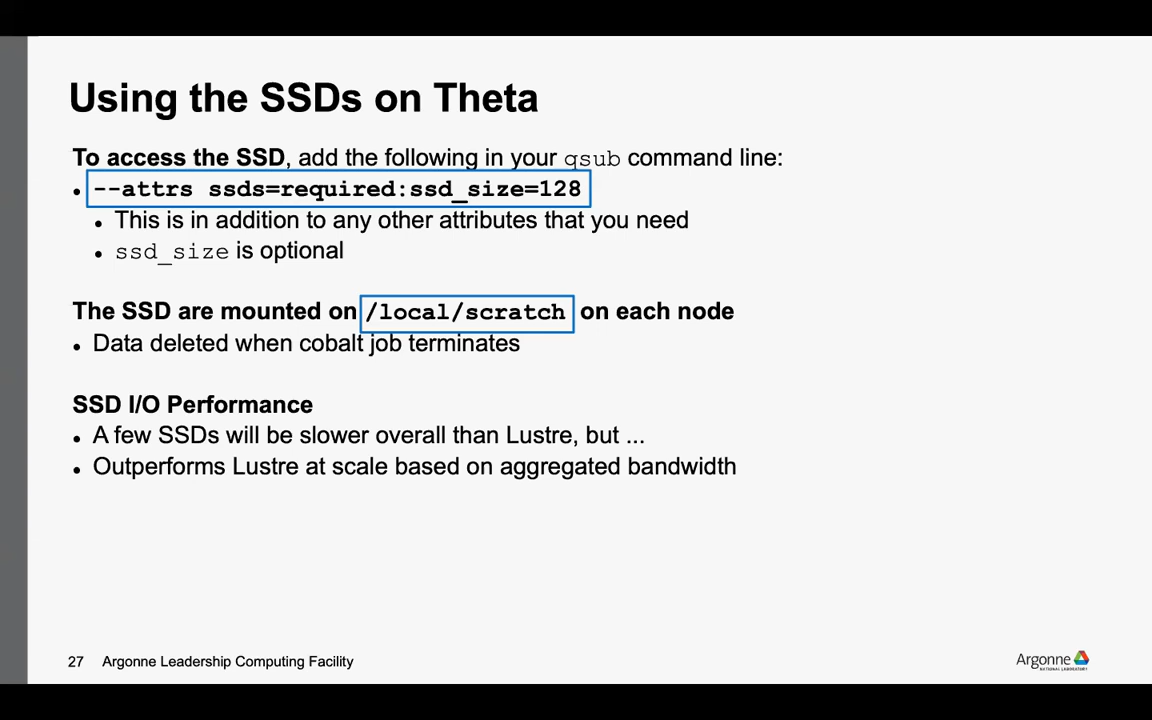 Using the SSDs on Theta
To access the SSD, add the following in your qsub command line:
• --attrs ssds=required:ssd_size=128
• This is in addition to any other attributes that you need
• ssd_size is optional
The SSD are mounted on /local/scratch on each node
• Data deleted when cobalt job terminates
SSD I/O Performance
• A few SSDs will be slower overall than Lustre, but ...
• Outperforms Lustre at scale based on aggregated bandwidth
27 Argonne Leadership Computing Facility
Argonne
NATIONAL LABORATORY